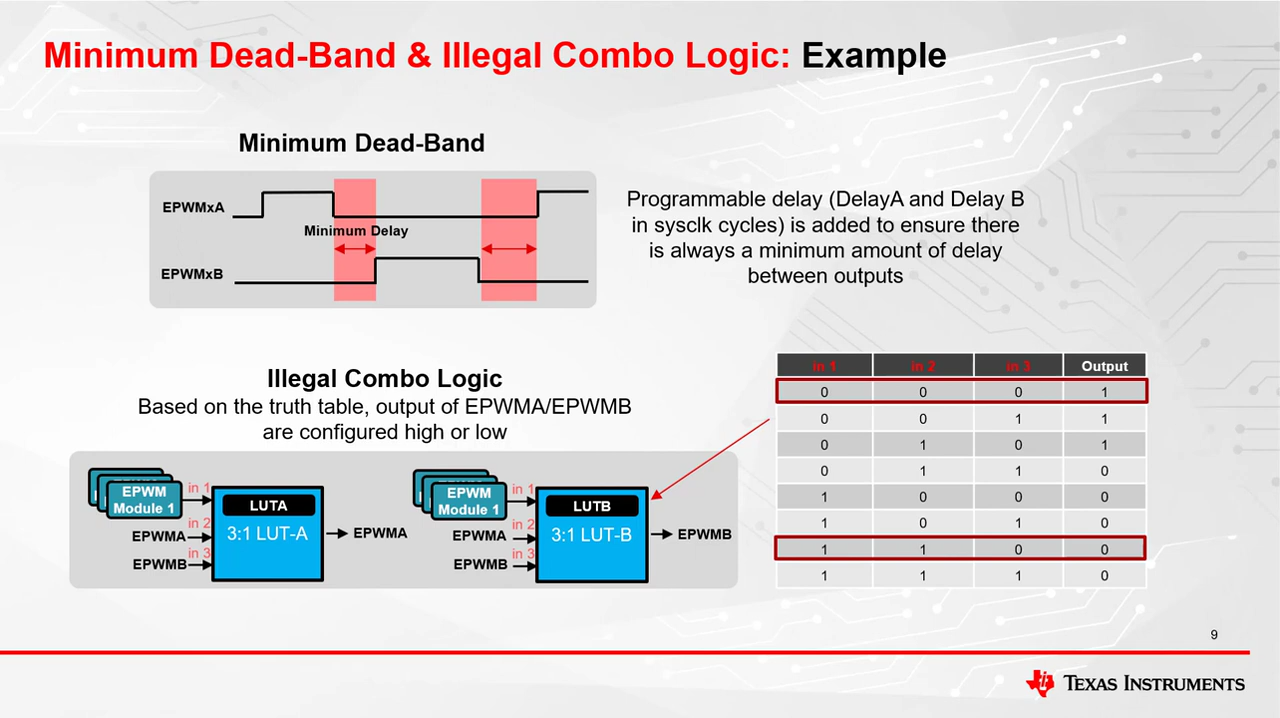 Minimum Dead-Band & Illegal Combo Logic: Example
Minimum Dead-Band
EPWMxA
Minimum Delay
EPWMxB
Programmable delay (DelayA and Delay B
in sysclk cycles) is added to ensure there
is always a minimum amount of delay
between outputs
Illegal Combo Logic
Based on the truth table, output of EPWMA/EPWMB
are configured high or low
EPWM
Module 1
in 1
in 2
in 3
EPWMA
EPWMB
LUTA
3:1 LUT-A
EPWMA
EPWM
Module 1
in 1
in 2
in 3
EPWMA
EPWMB
LUTB
3:1 LUT-B
EPWMB
in 1 in 2 in 3 Output
0 0 0 1
0 0 1 1
0 1 0 1
0 1 1 0
1 0 0 0
1 0 1 0
1 1 0 0
1 1 1 0
9
TEXAS INSTRUMENTS